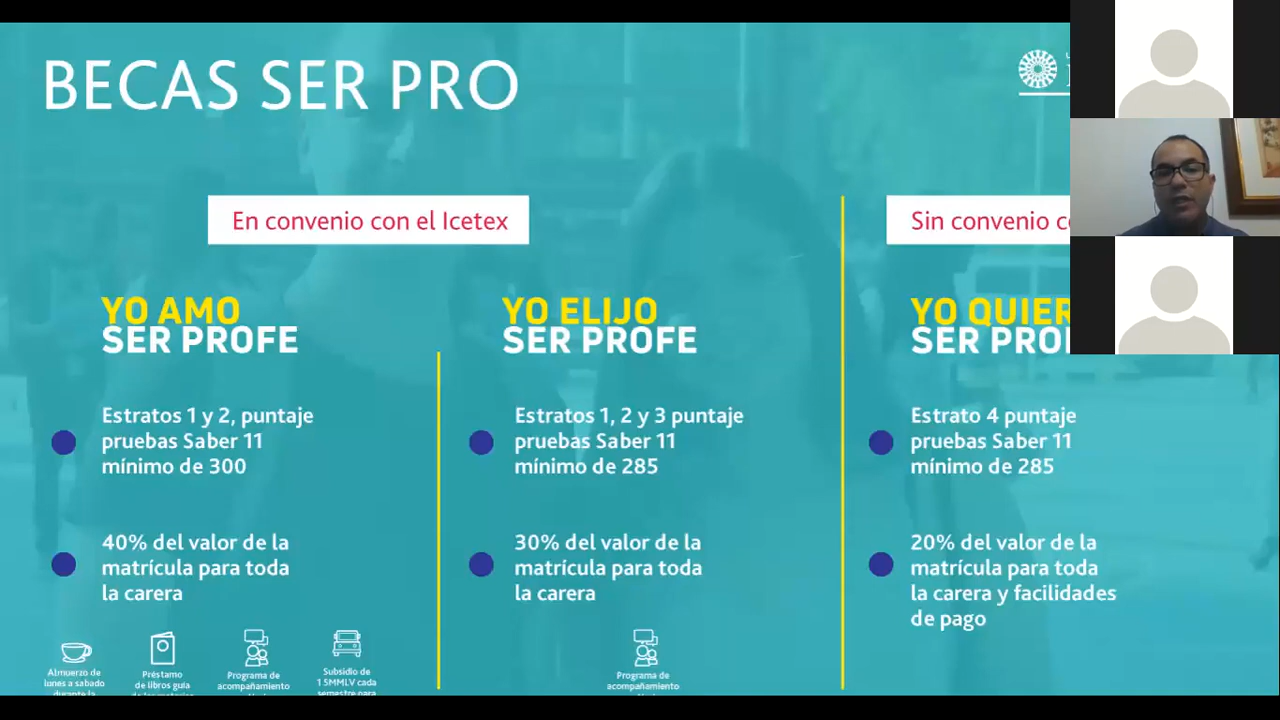 BECAS SER PRO
En convenio con el Icetex
Sin convenio
YO AMO
SER PROFE
Estratos 1 y 2, puntaje
pruebas Saber 11
mínimo de 300
40% del valor de la
matrícula para toda
la carera
Almuerzo de
lunes a sabado
durante la
Préstamo
de libros guia
Programa de
acompañamiento
Subsidio de
1 SMMLV cada
semestre para
YO ELIJO
SER PROFE
Estratos 1, 2 y 3 puntaje
pruebas Saber 11
mínimo de 285
30% del valor de la
matrícula para toda
la carera
Programa de
acompañamiento
YO QUIER
SER PROF
Estrato 4 puntaje
pruebas Saber 11
mínimo de 285
20% del valor de la
matrícula para toda
la carera y facilidades
de pago